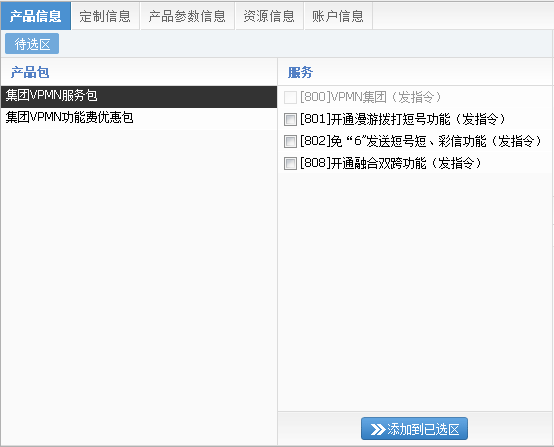 产品信息 定制信息 产品参数信息 资源信息 账户信息
待选区
产品包 服务
集团VPMN服务包 [800]VPMN集团（发指令）
集团VPMN功能费优惠包 [801]开通漫游拨打短号功能（发指令）
[802]免“6”发送短号短、彩信功能（发指令）
[808]开通融合双跨功能（发指令）
添加到已选区